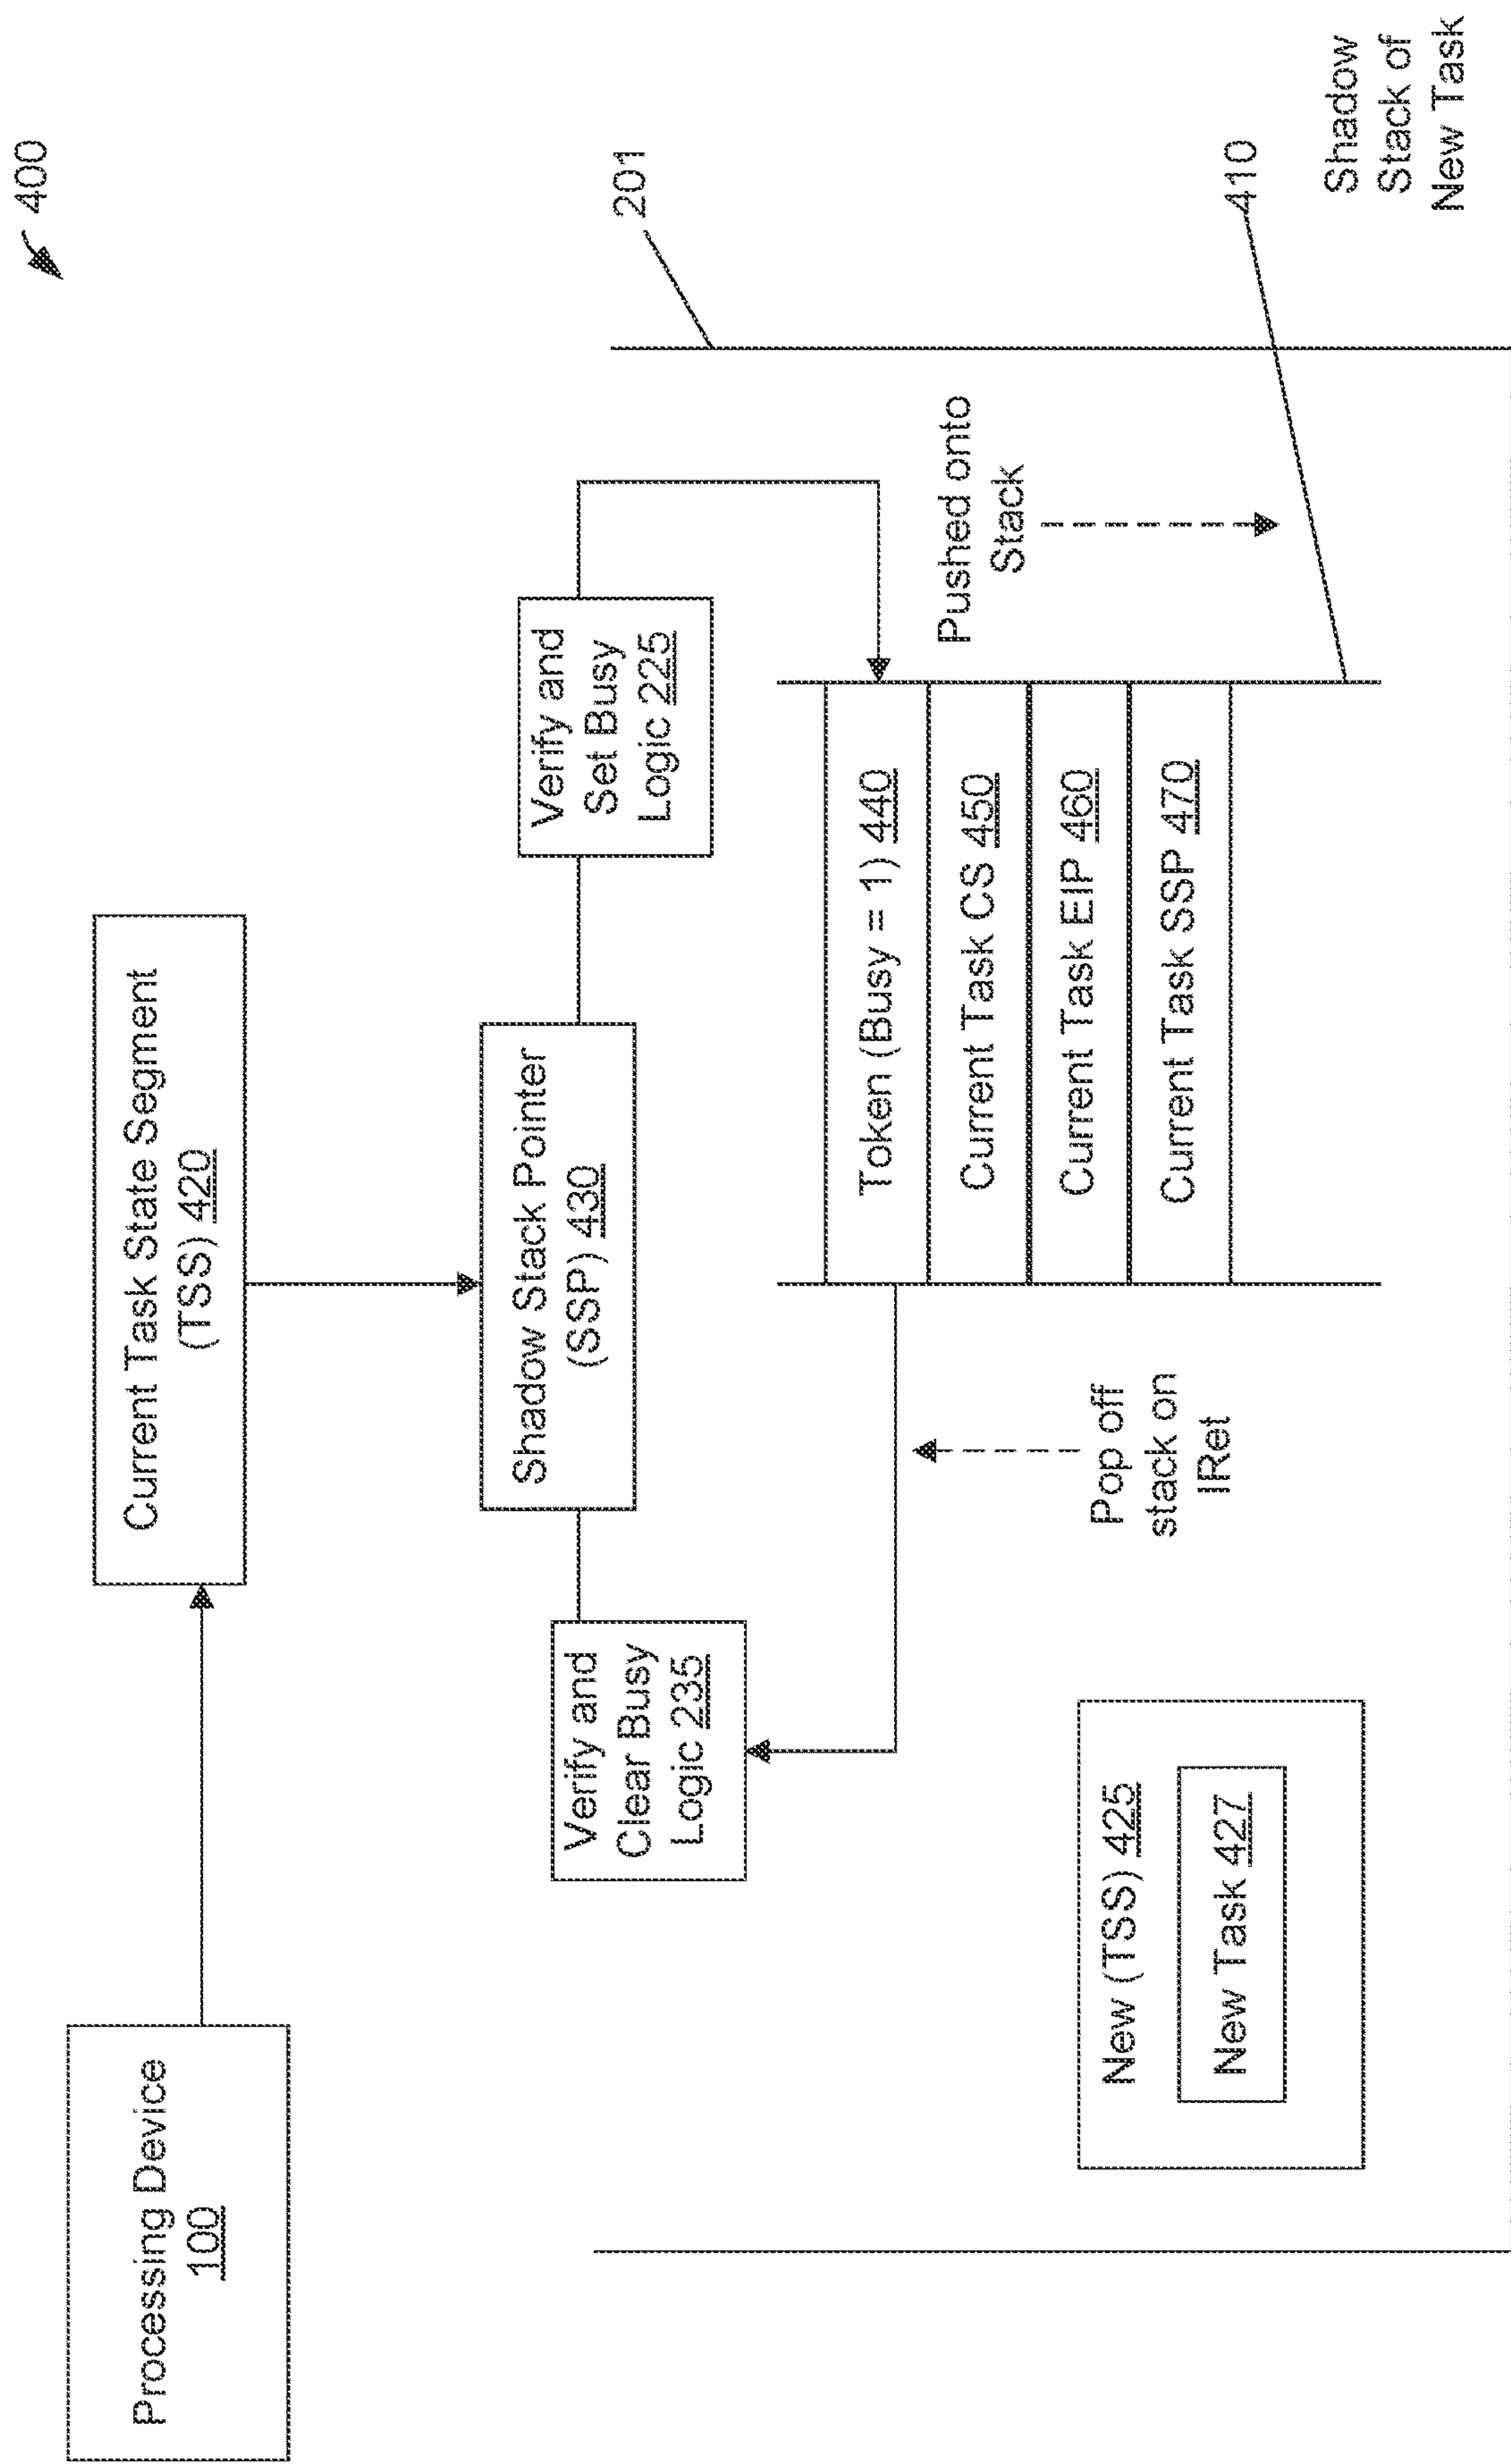 400
Processing Device
100
Current Task State Segment
(TSS) 420
Shadow Stack Pointer
(SSP) 430
Verify and
Clear Busy
Logic 235
Verify and
Set Busy
Logic 225
201
Token (Busy = 1) 440
Current Task CS 450
Current Task EIP 460
Current Task SSP 470
Pushed onto
Stack
Pop off
stack on
IRet
New (TSS) 425
New Task 427
410
Shadow
Stack of
New Task